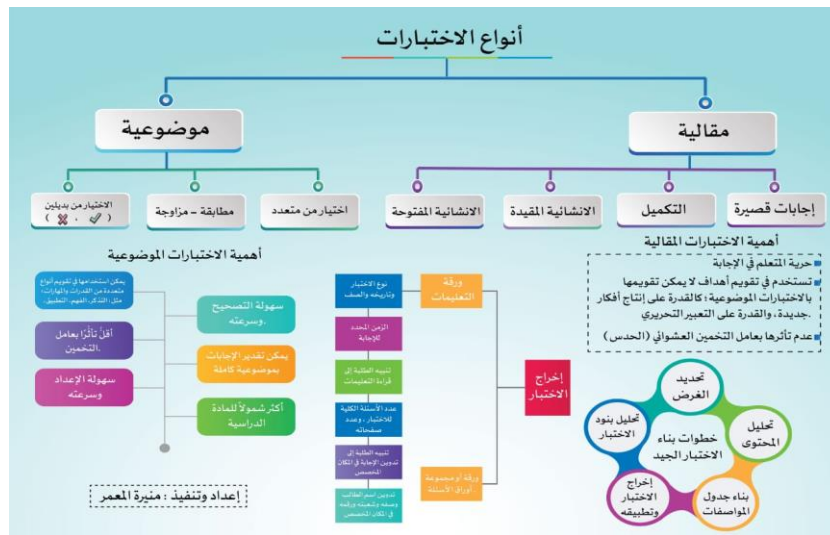 أنواع الاختبارات
مقالية
موضوعية
إجابات قصيرة
التكميل
الانشائية المقيدة
الانشائية المفتوحة
اختيار من متعدد
مطابقة - مزاوجة
الاختيار من بديلين
( ✓ ، ✗ )
أهمية الاختبارات المقالية
حرية المتعلم في الإجابة
تستخدم في تقويم أهداف لا يمكن تقويمها
بالاختبارات الموضوعية؛ كالقدرة على إنتاج أفكار
جديدة، والقدرة على التعبير التحريري.
عدم تأثرها بعامل التخمين العشوائي (الحدس)
تحديد
الغرض
تحليل
المحتوى
بناء جدول
المواصفات
إخراج
الاختبار
وتطبيقه
تحليل بنود
الاختبار
خطوات بناء
الاختبار الجيد
إخراج
الاختبار
ورقة
التعليمات
نوع الاختبار
وتاريخه والصف
الزمن المحدد
للإجابة
تنبيه الطلبة إلى
قراءة التعليمات
عدد الأسئلة الكلية
للاختبار، وعدد
صفحاته
تنبيه الطلبة إلى
تدوين الإجابة في المكان
المخصص
تدوين اسم الطالب
وصفه وشعبته ورقمه
في المكان المخصص
ورقة أو مجموعة
أوراق الأسئلة
أهمية الاختبارات الموضوعية
يمكن استخدامها في تقويم أنواع
متعددة من القدرات والمهارات؛
مثل: التذكر، الفهم، التطبيق.
سهولة التصحيح
وسرعته.
أقلّ تأثرًا بعامل
التخمين.
يمكن تقدير الإجابات
بموضوعية كاملة
سهولة الإعداد
وسرعته
أكثر شمولاً للمادة
الدراسية
إعداد وتنفيذ : منيرة المعمر